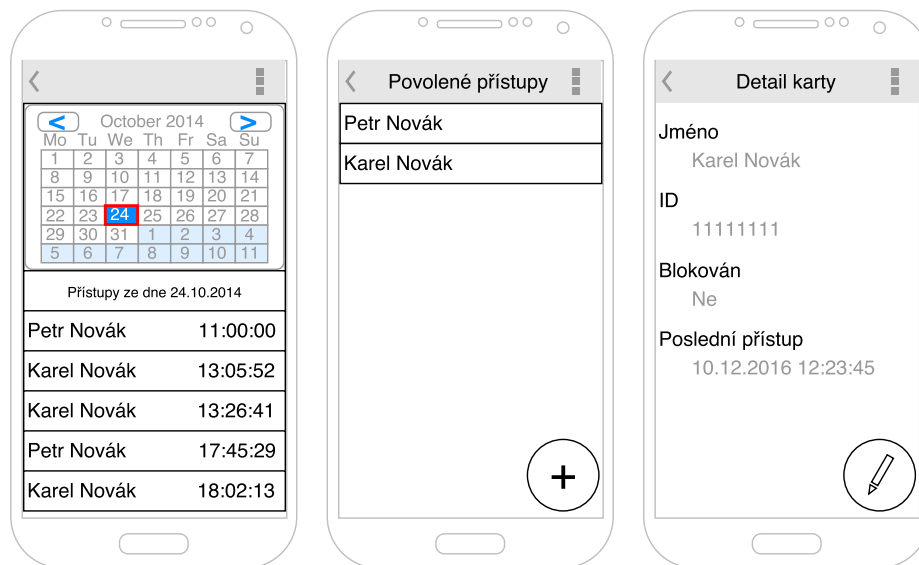 < October 2014 >
Mo Tu We Th Fr Sa Su
1 2 3 4 5 6 7
8 9 10 11 12 13 14
15 16 17 18 19 20 21
22 23 24 25 26 27 28
29 30 31 1 2 3 4
5 6 7 8 9 10 11
Přístupy ze dne 24.10.2014
Petr Novák 11:00:00
Karel Novák 13:05:52
Karel Novák 13:26:41
Petr Novák 17:45:29
Karel Novák 18:02:13
Povolené přístupy
Petr Novák
Karel Novák
+
Detail karty
Jméno
Karel Novák
ID
11111111
Blokován
Ne
Poslední přístup
10.12.2016 12:23:45